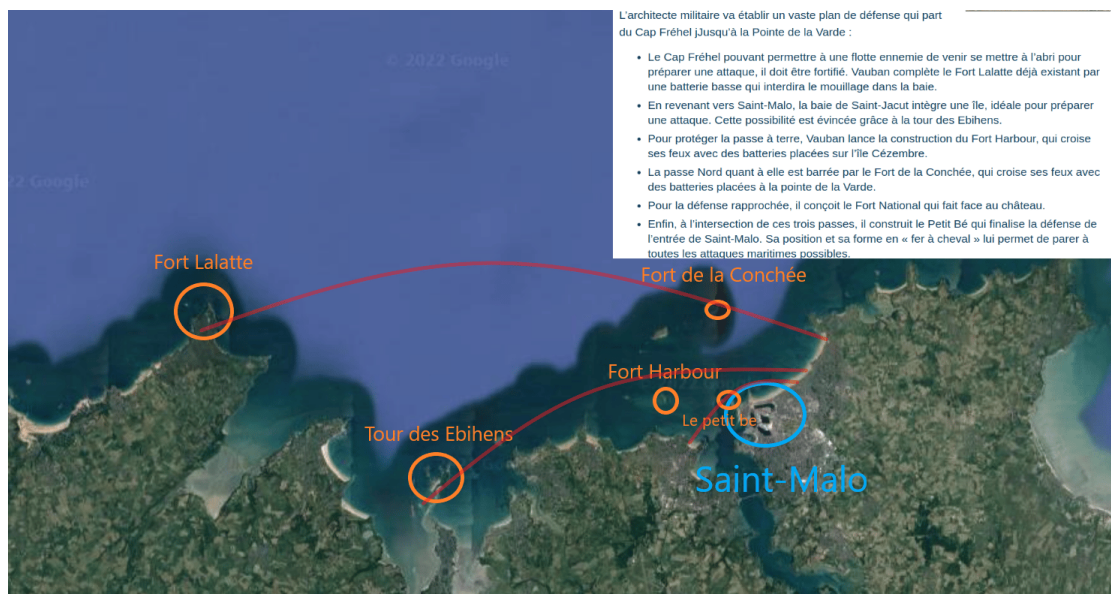 L'architecte militaire va établir un vaste plan de défense qui part
du Cap Fréhel jJusqu'à la Pointe de la Varde :
• Le Cap Fréhel pouvant permettre à une flotte ennemie de venir se mettre à l'abri pour
préparer une attaque, il doit être fortifié. Vauban complète le Fort Lalatte déjà existant par
une batterie basse qui interdira le mouillage dans la baie.
• En revenant vers Saint-Malo, la baie de Saint-Jacut intègre une île, idéale pour préparer
une attaque. Cette possibilité est évincée grâce à la tour des Ebihens.
• Pour protéger la passe à terre, Vauban lance la construction du Fort Harbour, qui croise
ses feux avec des batteries placées sur l'île Cézembre.
• La passe Nord quant à elle est barrée par le Fort de la Conchée, qui croise ses feux avec
des batteries placées à la pointe de la Varde.
• Pour la défense rapprochée, il conçoit le Fort National qui fait face au château.
• Enfin, à l'intersection de ces trois passes, il construit le Petit Bé qui finalise la défense de
l'entrée de Saint-Malo. Sa position et sa forme en « fer à cheval » lui permet de parer à
toutes les attaques maritimes possibles.
© 2022 Google
22 Google
Fort Lalatte
Fort de la Conchée
Fort Harbour
Le petit bé
Tour des Ebihens
Saint-Malo